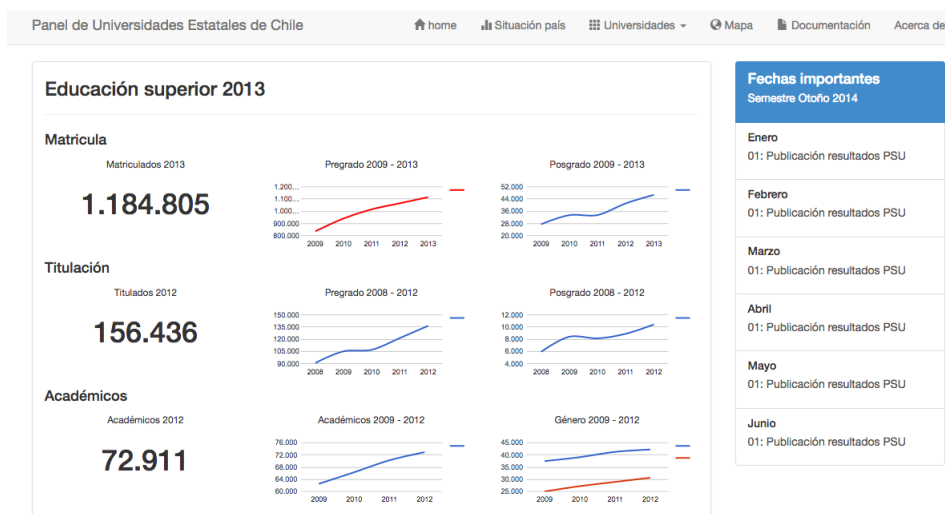 Panel de Universidades Estatales de Chile
home
Situación país
Universidades
Mapa
Documentación
Acerca de
Educación superior 2013
Matricula
Matriculados 2013
1.184.805
Pregrado 2009 - 2013
1.200...
1.100...
1.000...
900.000
800.000
2009 2010 2011 2012 2013
Posgrado 2009 - 2013
52.000
44.000
36.000
28.000
20.000
2009 2010 2011 2012 2013
Titulación
Titulados 2012
156.436
Pregrado 2008 - 2012
150.000
135.000
120.000
105.000
90.000
2008 2009 2010 2011 2012
Posgrado 2008 - 2012
12.000
10.000
8.000
6.000
4.000
2008 2009 2010 2011 2012
Académicos
Académicos 2012
72.911
Académicos 2009 - 2012
76.000
72.000
68.000
64.000
60.000
2009 2010 2011 2012
Género 2009 - 2012
45.000
40.000
35.000
30.000
25.000
2009 2010 2011 2012
Fechas importantes
Semestre Otoño 2014
Enero
01: Publicación resultados PSU
Febrero
01: Publicación resultados PSU
Marzo
01: Publicación resultados PSU
Abril
01: Publicación resultados PSU
Mayo
01: Publicación resultados PSU
Junio
01: Publicación resultados PSU